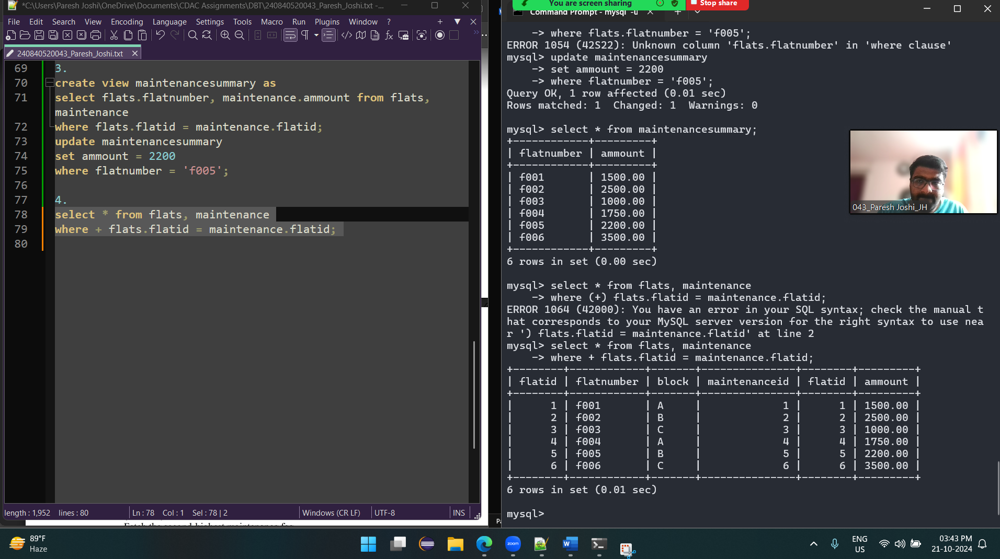 *C:\Users\Paresh Joshi\OneDrive\Documents\CDAC Assignments\DBT\240840520043_Paresh_Joshi.txt -...
File Edit Search View Encoding Language Settings Tools Macro Run Plugins Window ?
240840520043_Paresh_Joshi.txt
69 3.
70 create view maintenancesummary as
71 select flats.flatnumber, maintenance.ammount from flats,
maintenance
72 where flats.flatid = maintenance.flatid;
73 update maintenancesummary
74 set ammount = 2200
75 where flatnumber = 'f005';
76
77 4.
78 select * from flats, maintenance
79 where + flats.flatid = maintenance.flatid;
80
length : 1,952 lines : 80 Ln : 78 Col : 1 Sel : 78 | 2 Windows (CR LF) UTF-8 INS
You are screen sharing Stop share
Command Prompt - mysql -u
-> where flats.flatnumber = 'f005';
ERROR 1054 (42S22): Unknown column 'flats.flatnumber' in 'where clause'
mysql> update maintenancesummary
-> set ammount = 2200
-> where flatnumber = 'f005';
Query OK, 1 row affected (0.01 sec)
Rows matched: 1 Changed: 1 Warnings: 0
mysql> select * from maintenancesummary;
+------------+---------+
| flatnumber | ammount |
+------------+---------+
| f001 | 1500.00 |
| f002 | 2500.00 |
| f003 | 1000.00 |
| f004 | 1750.00 |
| f005 | 2200.00 |
| f006 | 3500.00 |
+------------+---------+
6 rows in set (0.00 sec)
mysql> select * from flats, maintenance
-> where (+) flats.flatid = maintenance.flatid;
ERROR 1064 (42000): You have an error in your SQL syntax; check the manual t
hat corresponds to your MySQL server version for the right syntax to use nea
r ') flats.flatid = maintenance.flatid' at line 2
mysql> select * from flats, maintenance
-> where + flats.flatid = maintenance.flatid;
+--------+------------+-------+---------------+--------+---------+
| flatid | flatnumber | block | maintenanceid | flatid | ammount |
+--------+------------+-------+---------------+--------+---------+
| 1 | f001 | A | 1 | 1 | 1500.00 |
| 2 | f002 | B | 2 | 2 | 2500.00 |
| 3 | f003 | C | 3 | 3 | 1000.00 |
| 4 | f004 | A | 4 | 4 | 1750.00 |
| 5 | f005 | B | 5 | 5 | 2200.00 |
| 6 | f006 | C | 6 | 6 | 3500.00 |
+--------+------------+-------+---------------+--------+---------+
6 rows in set (0.01 sec)
mysql>
043_Paresh Joshi_JH
89°F
Haze
zoom
ENG
US
03:43 PM
21-10-2024